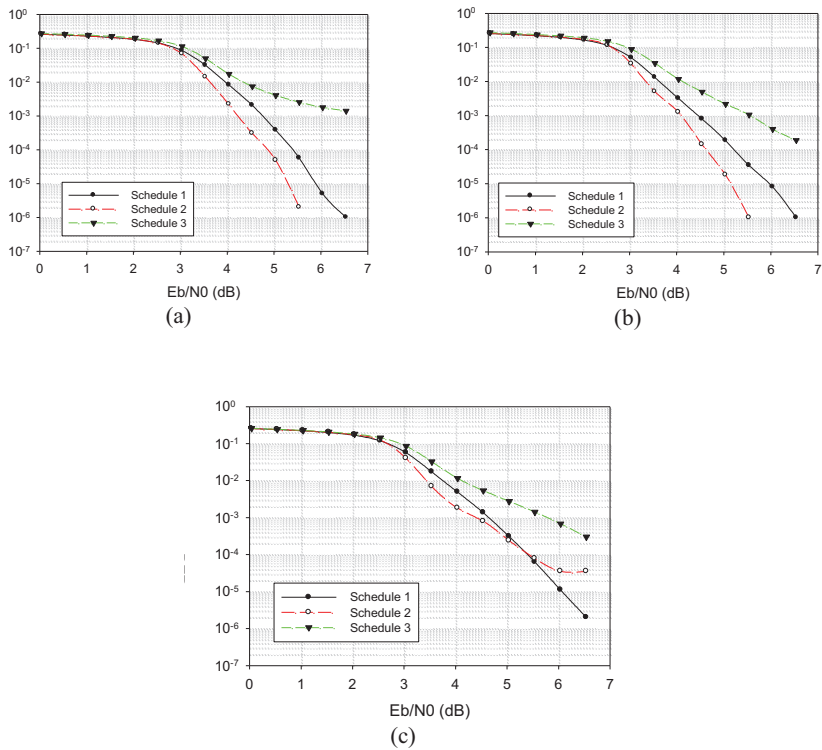 10^0
10^-1
10^-2
10^-3
10^-4
10^-5
10^-6
10^-7
Schedule 1
Schedule 2
Schedule 3
0 1 2 3 4 5 6 7
Eb/N0 (dB)
(a)
10^0
10^-1
10^-2
10^-3
10^-4
10^-5
10^-6
10^-7
Schedule 1
Schedule 2
Schedule 3
0 1 2 3 4 5 6 7
Eb/N0 (dB)
(b)
10^0
10^-1
10^-2
10^-3
10^-4
10^-5
10^-6
10^-7
Schedule 1
Schedule 2
Schedule 3
0 1 2 3 4 5 6 7
Eb/N0 (dB)
(c)